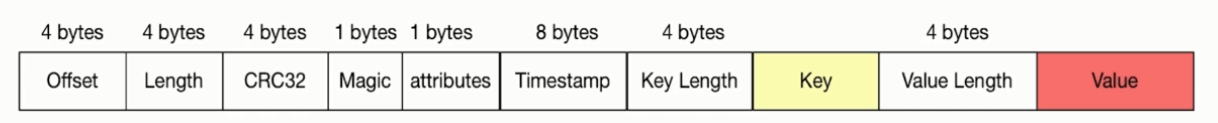 4 bytes 4 bytes 4 bytes 1 bytes 1 bytes 8 bytes 4 bytes 4 bytes
Offset Length CRC32 Magic attributes Timestamp Key Length Key Value Length Value